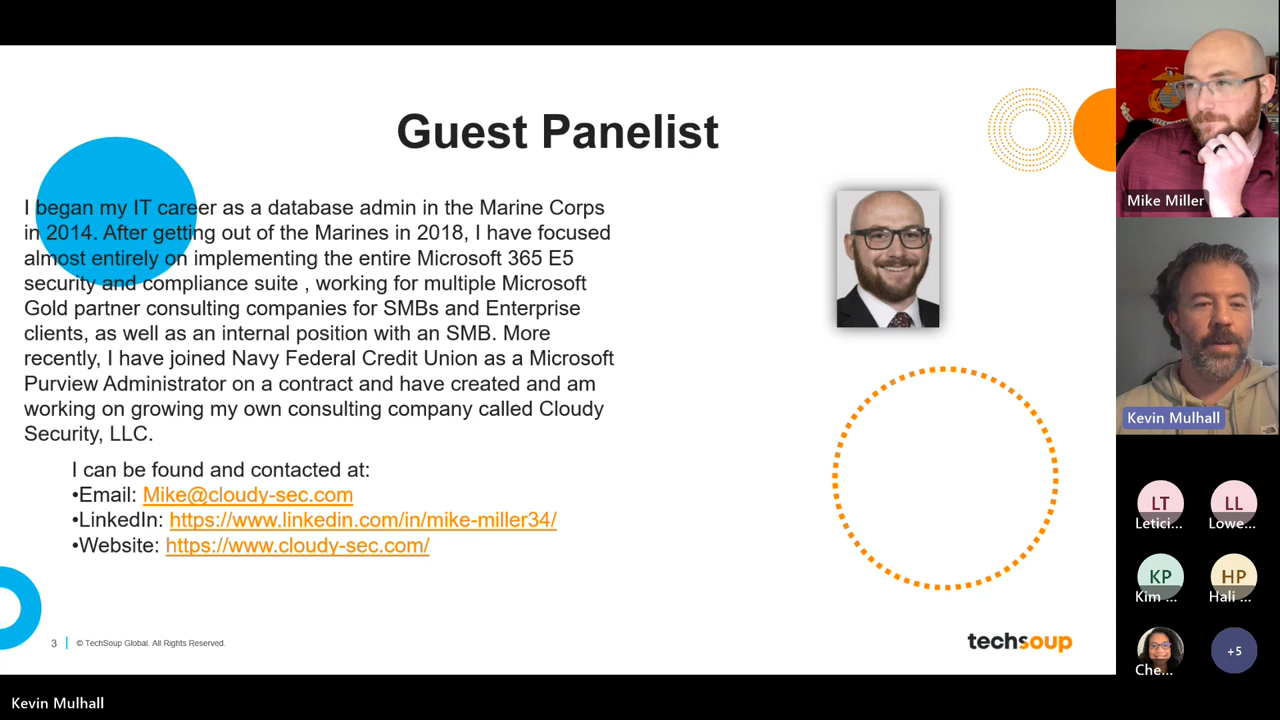 Guest Panelist
I began my IT career as a database admin in the Marine Corps
in 2014. After getting out of the Marines in 2018, I have focused
almost entirely on implementing the entire Microsoft 365 E5
security and compliance suite , working for multiple Microsoft
Gold partner consulting companies for SMBs and Enterprise
clients, as well as an internal position with an SMB. More
recently, I have joined Navy Federal Credit Union as a Microsoft
Purview Administrator on a contract and have created and am
working on growing my own consulting company called Cloudy
Security, LLC.
I can be found and contacted at:
•Email: Mike@cloudy-sec.com
•LinkedIn: https://www.linkedin.com/in/mike-miller34/
•Website: https://www.cloudy-sec.com/
3
© TechSoup Global. All Rights Reserved.
techsoup
Mike Miller
Kevin Mulhall
LT
Letici...
LL
Lowe...
KP
Kim ...
HP
Hali ...
Che...
+5
Kevin Mulhall